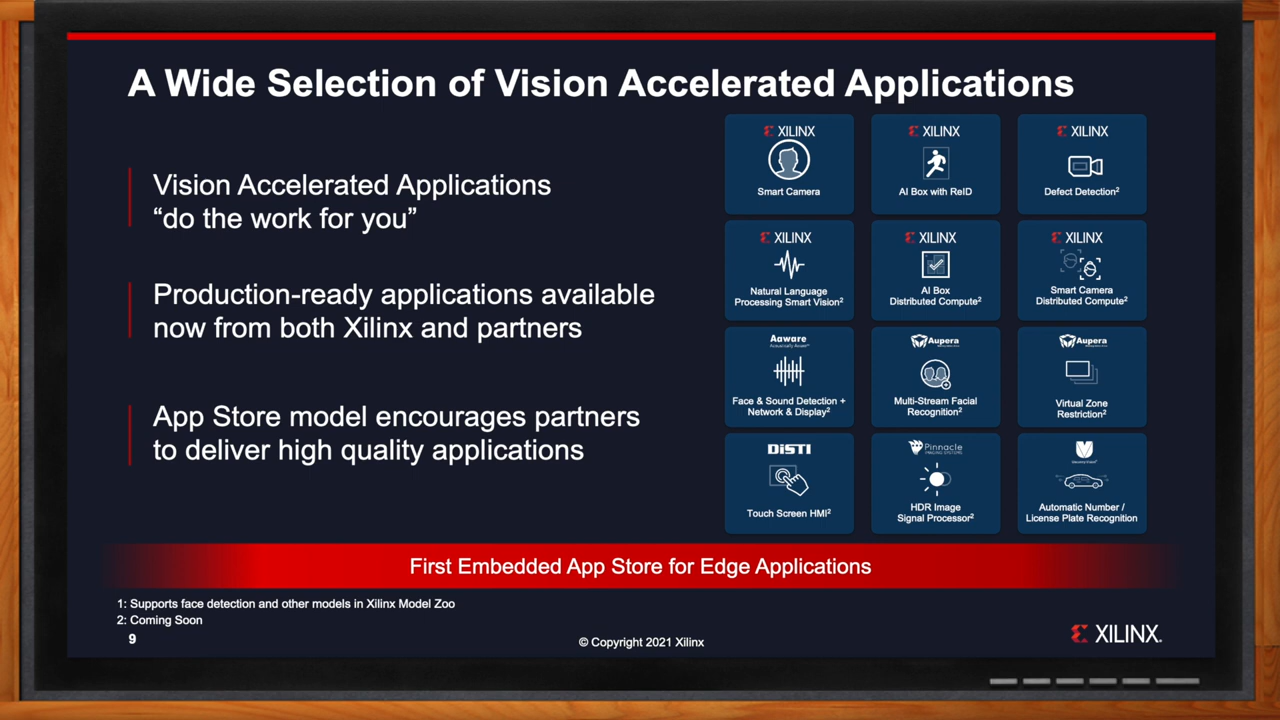 A Wide Selection of Vision Accelerated Applications
Vision Accelerated Applications
“do the work for you”
Production-ready applications available
now from both Xilinx and partners
App Store model encourages partners
to deliver high quality applications
XILINX
Smart Camera
XILINX
AI Box with ReID
XILINX
Defect Detection²
XILINX
Natural Language
Processing Smart Vision²
XILINX
AI Box
Distributed Compute²
XILINX
Smart Camera
Distributed Compute²
Aaware
Face & Sound Detection +
Network & Display²
Aupera
Multi-Stream Facial
Recognition²
Aupera
Virtual Zone
Restriction²
DiSTI
Touch Screen HMI²
Pinnacle
IMAGING SYSTEMS
HDR Image
Signal Processor²
Automatic Number /
License Plate Recognition
First Embedded App Store for Edge Applications
1: Supports face detection and other models in Xilinx Model Zoo
2: Coming Soon
9
© Copyright 2021 Xilinx
XILINX.